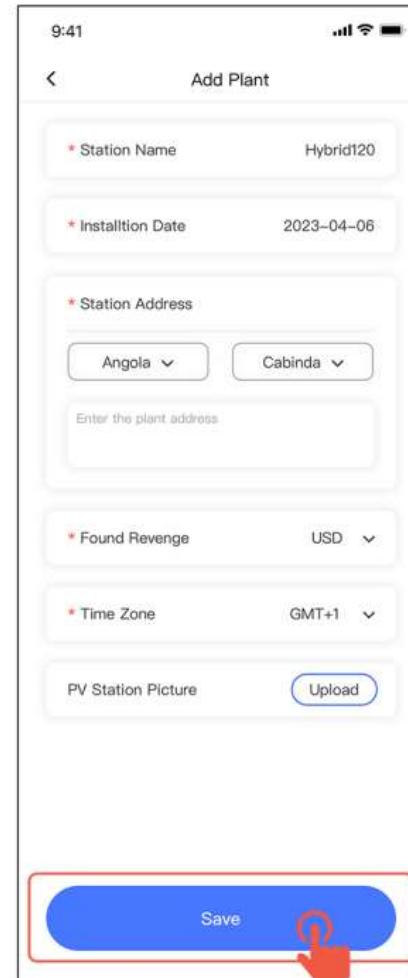 9:41
Add Plant
* Station Name Hybrid120
* Installtion Date 2023-04-06
* Station Address
Angola Cabinda
Enter the plant address
* Found Revenge USD
* Time Zone GMT+1
PV Station Picture Upload
Save